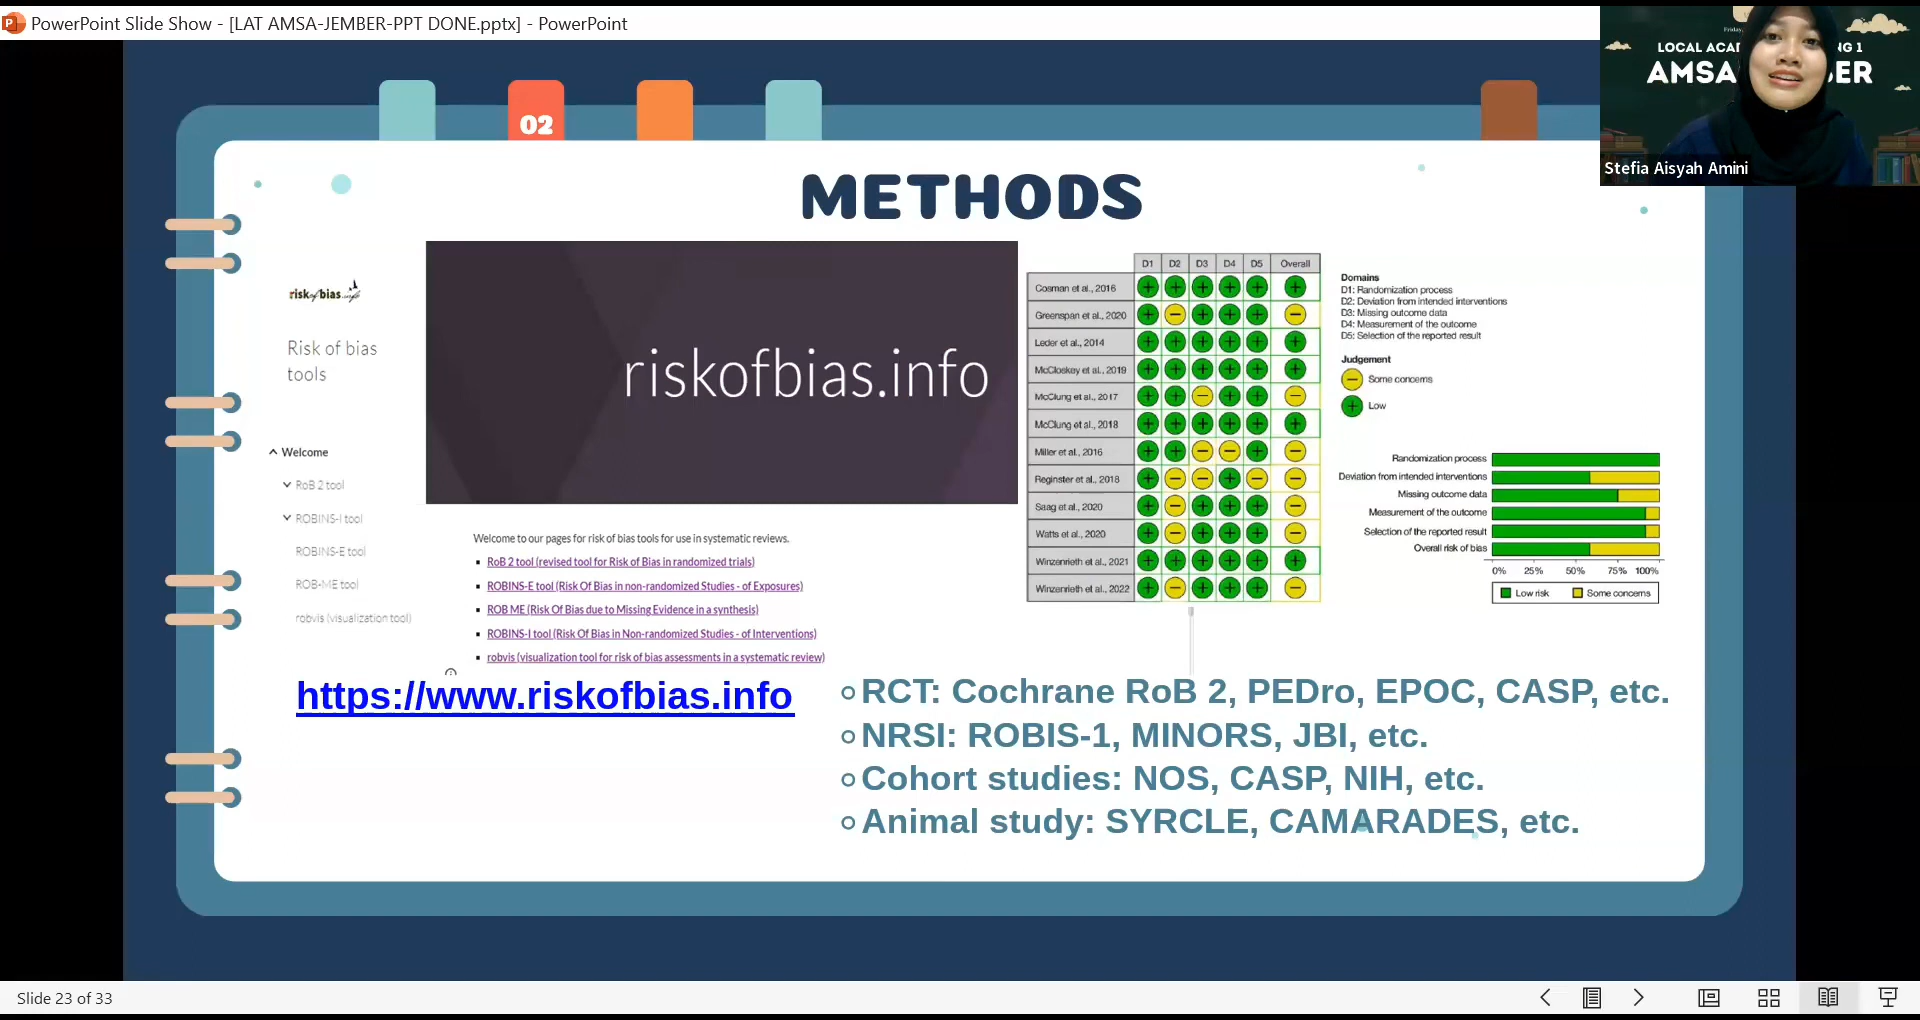 PowerPoint Slide Show - [LAT AMSA-JEMBER-PPT DONE.pptx] - PowerPoint
LOCAL ACA
NG 1
AMSA
BER
Stefia Aisyah Amini
02
METHODS
riskofbias.info
Risk of bias
tools
Welcome
RoB 2 tool
ROBINS-I tool
ROBINS-E tool
ROB-ME tool
robvis (visualization tool)
riskofbias.info
Welcome to our pages for risk of bias tools for use in systematic reviews.
RoB 2 tool (revised tool for Risk of Bias in randomized trials)
ROBINS-E tool (Risk Of Bias in non-randomized Studies - of Exposures)
ROB ME (Risk Of Bias due to Missing Evidence in a synthesis)
ROBINS-I tool (Risk Of Bias in Non-randomized Studies - of Interventions)
robvis (visualization tool for risk of bias assessments in a systematic review)
https://www.riskofbias.info
D1 D2 D3 D4 D5 Overall
Cosman et al., 2016
Greenspan et al., 2020
Leder et al., 2014
McCloskey et al., 2019
McClung et al., 2017
McClung et al., 2018
Miller et al., 2016
Reginster et al., 2018
Saag et al., 2020
Watts et al., 2020
Winzenrieth et al., 2021
Winzenrieth et al., 2022
Domains
D1: Randomization process
D2: Deviation from intended interventions
D3: Missing outcome data
D4: Measurement of the outcome
D5: Selection of the reported result
Judgement
Some concerns
Low
Randomization process
Deviation from intended interventions
Missing outcome data
Measurement of the outcome
Selection of the reported result
Overall risk of bias
0% 25% 50% 75% 100%
Low risk Some concerns
RCT: Cochrane RoB 2, PEDro, EPOC, CASP, etc.
NRSI: ROBIS-1, MINORS, JBI, etc.
Cohort studies: NOS, CASP, NIH, etc.
Animal study: SYRCLE, CAMARADES, etc.
Slide 23 of 33